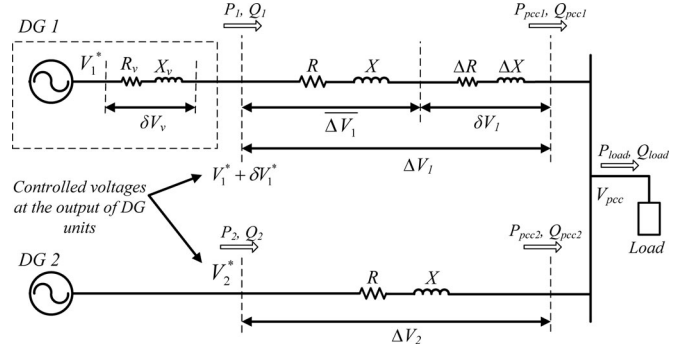 DG 1
P1, Q1
Ppcc1, Qpcc1
V1*
Rv
Xv
R
X
ΔR
ΔX
δVv
ΔV1
δV1
ΔV1
V1* + δV1*
Controlled voltages
at the output of DG
units
Pload, Qload
Vpcc
Load
P2, Q2
Ppcc2, Qpcc2
DG 2
V2*
R
X
ΔV2